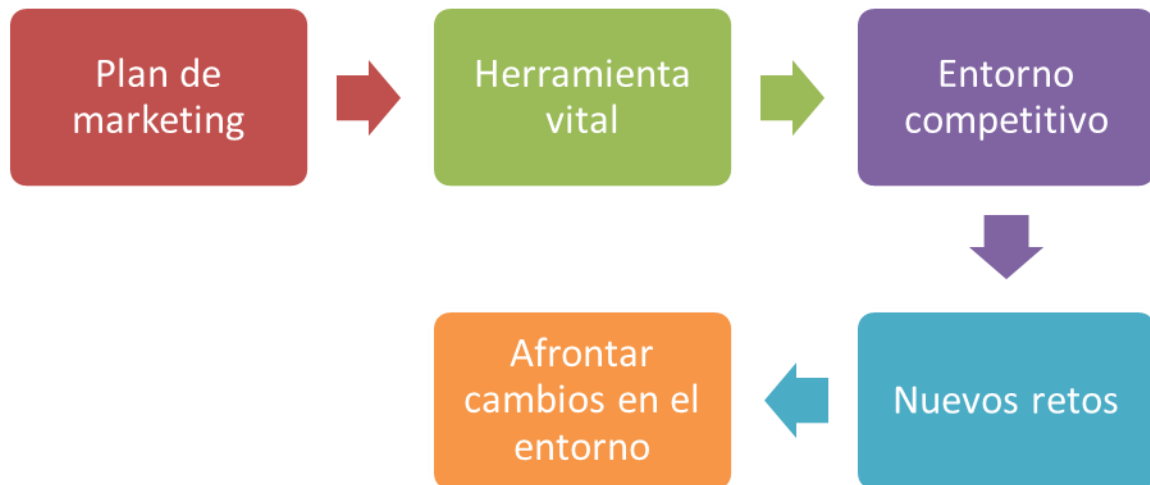 Plan de
marketing
Herramienta
vital
Entorno
competitivo
Nuevos retos
Afrontar
cambios en el
entorno